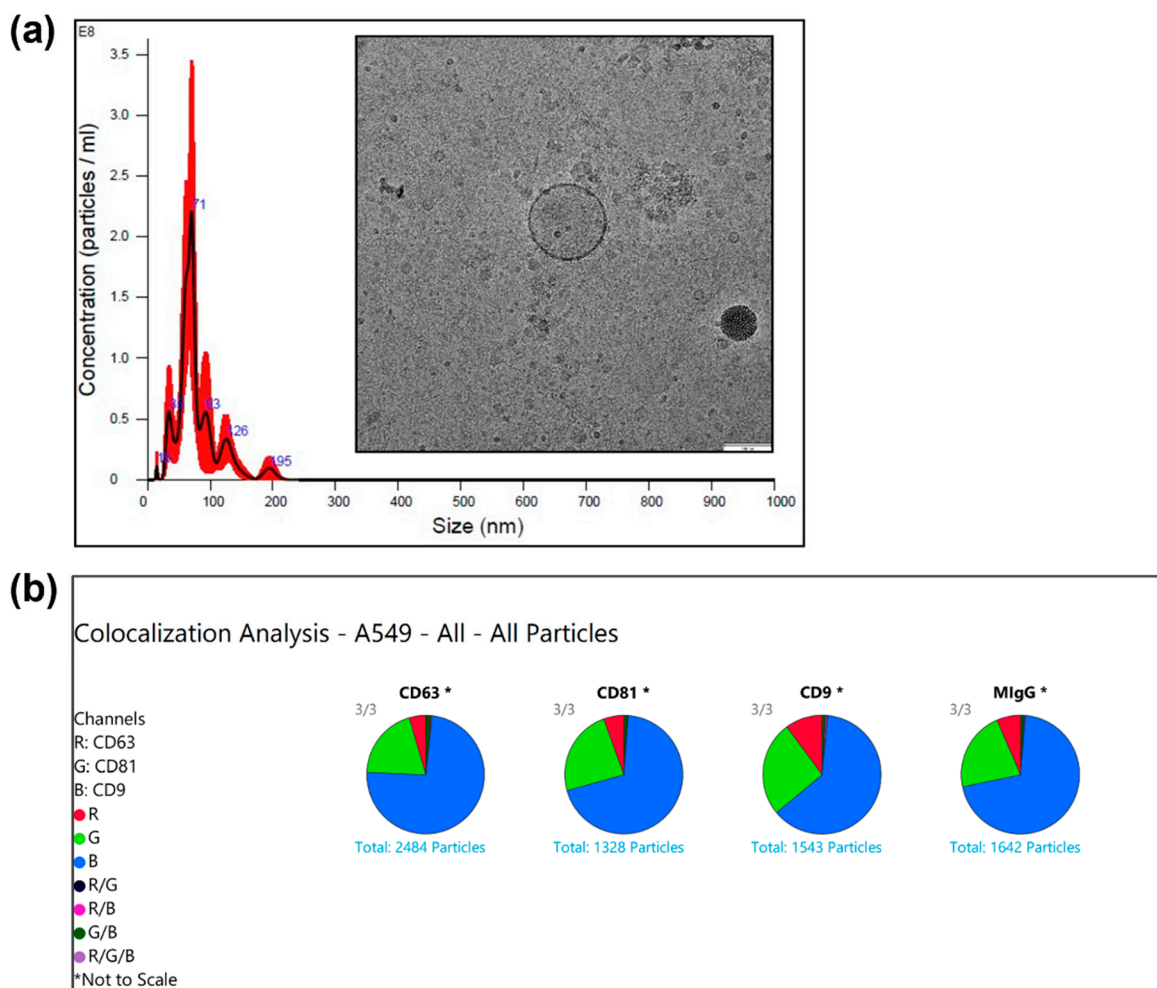 (a)
E8
Concentration (particles / ml)
3.5
3.0
2.5
2.0
1.5
1.0
0.5
0
71
93
126
195
0 100 200 300 400 500 600 700 800 900 1000
Size (nm)
(b)
Colocalization Analysis - A549 - All - All Particles
Channels
R: CD63
G: CD81
B: CD9
R
G
B
R/G
R/B
G/B
R/G/B
*Not to Scale
CD63 *
3/3
Total: 2484 Particles
CD81 *
3/3
Total: 1328 Particles
CD9 *
3/3
Total: 1543 Particles
MIgG *
3/3
Total: 1642 Particles